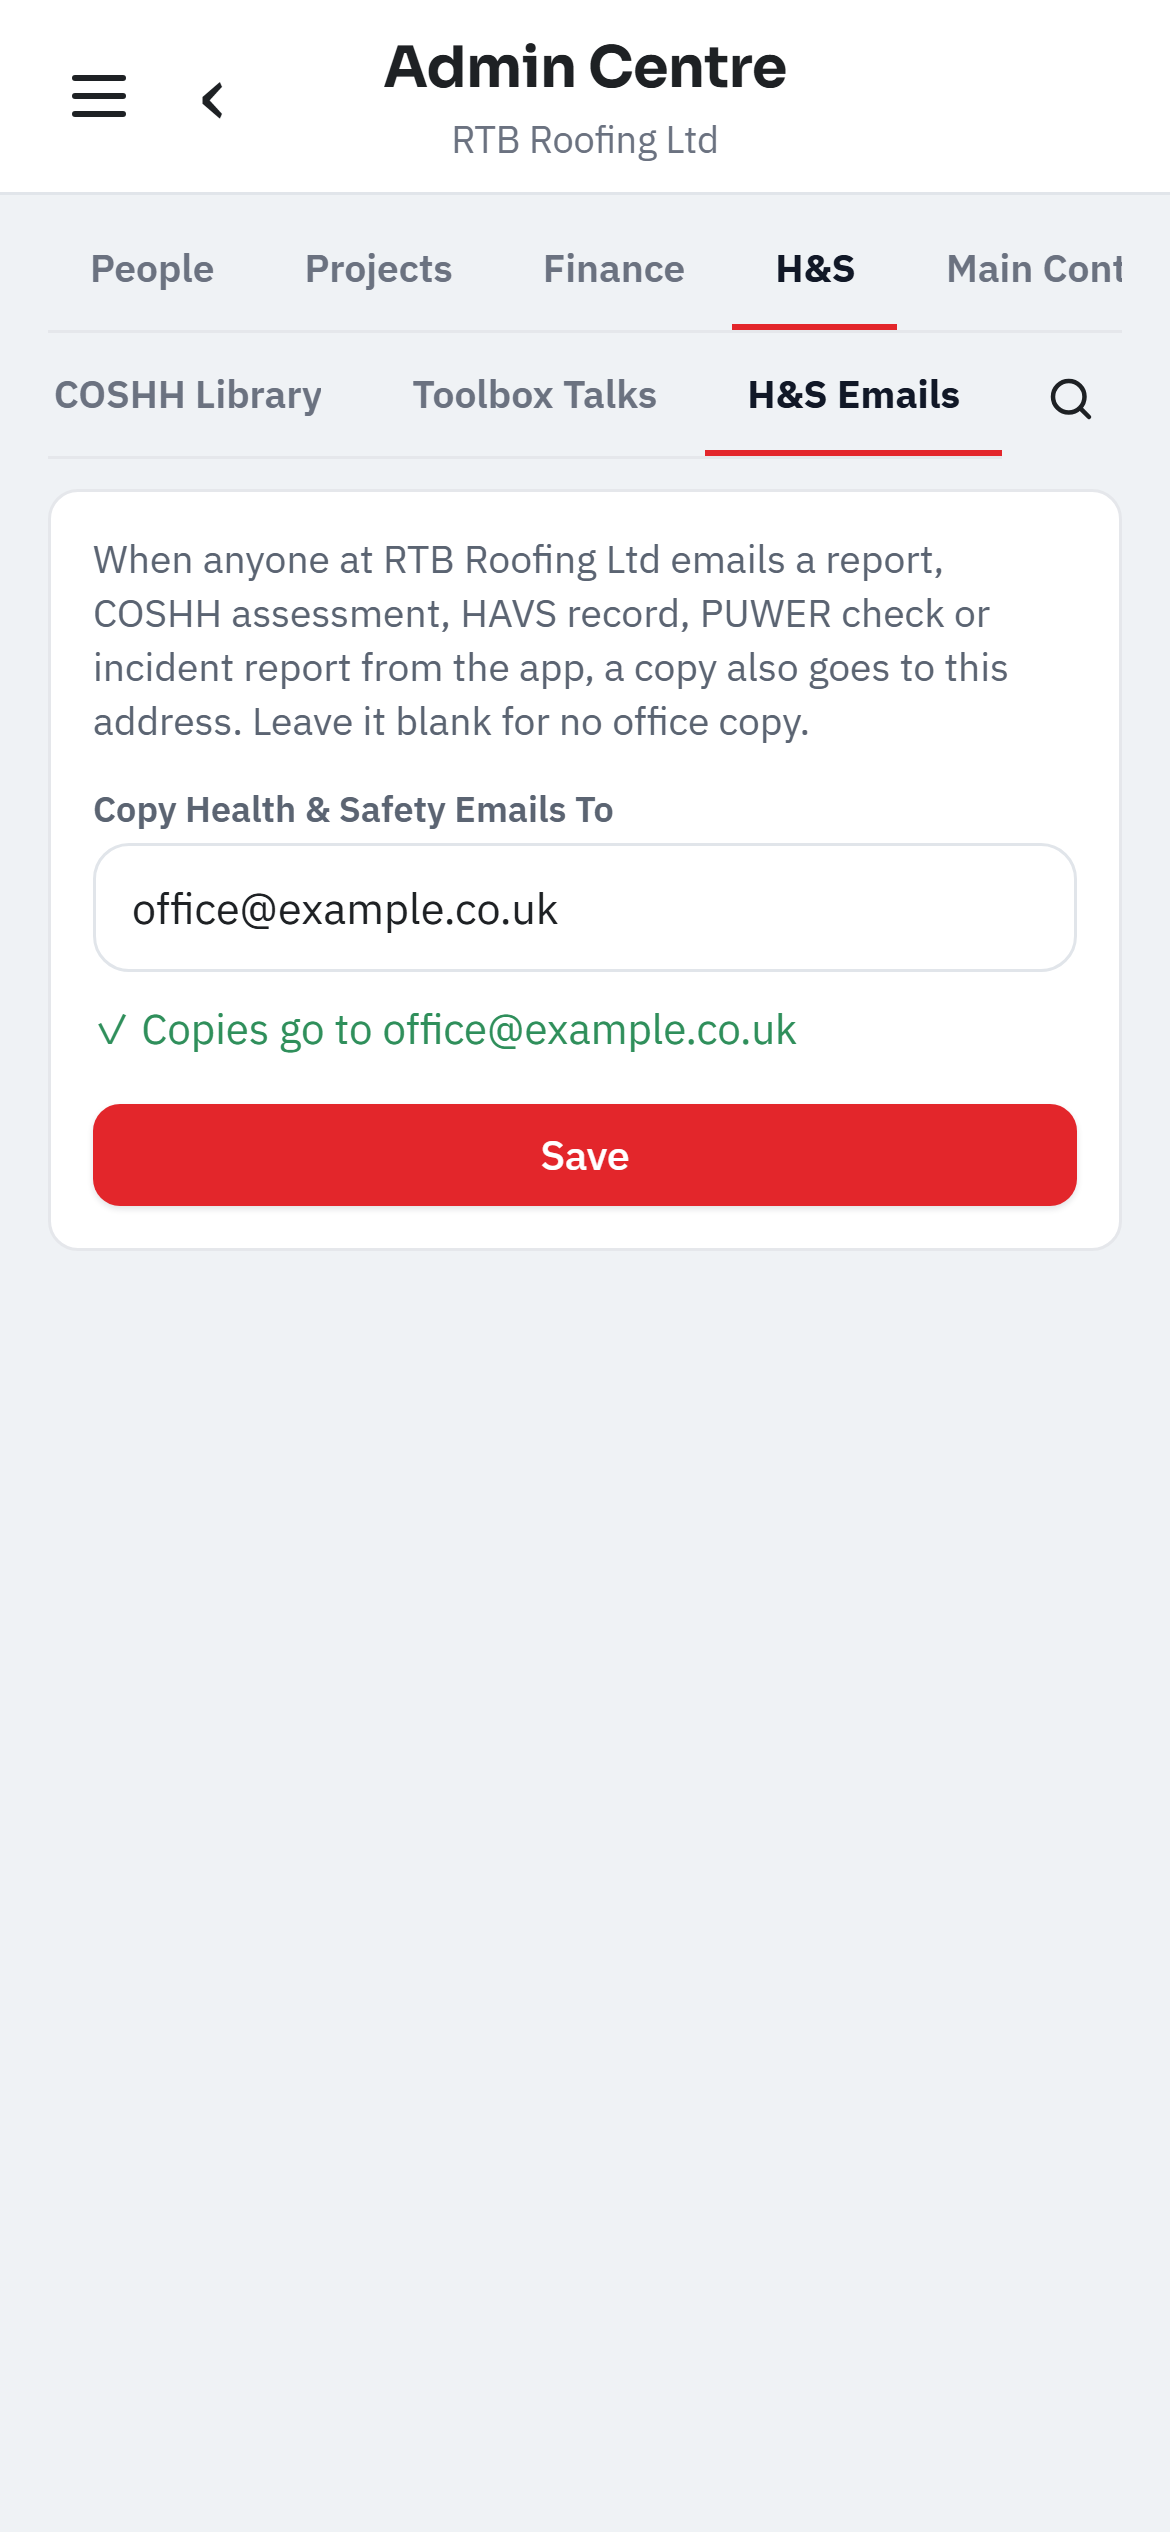 Admin Centre
RTB Roofing Ltd
People Projects Finance H&S Main Cont
COSHH Library Toolbox Talks H&S Emails
When anyone at RTB Roofing Ltd emails a report,
COSHH assessment, HAVS record, PUWER check or
incident report from the app, a copy also goes to this
address. Leave it blank for no office copy.
Copy Health & Safety Emails To
office@example.co.uk
✓ Copies go to office@example.co.uk
Save